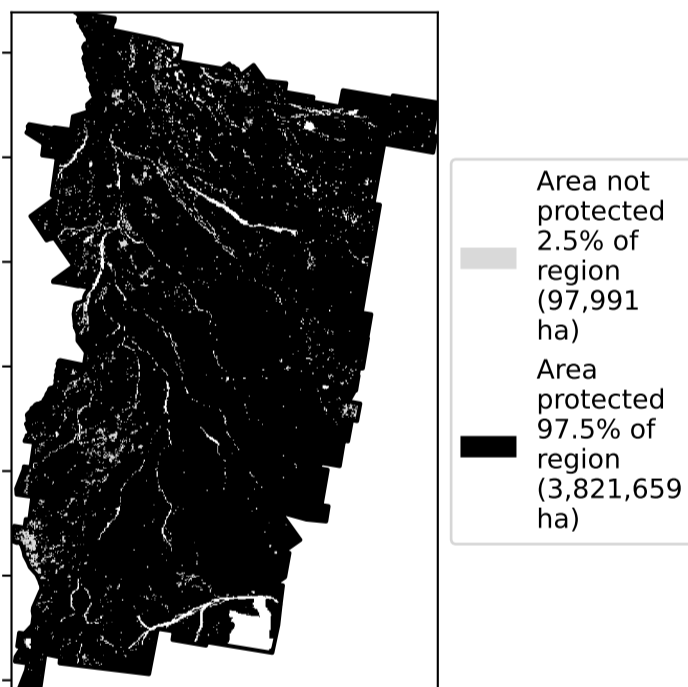 Area not
protected
2.5% of
region
(97,991
ha)
Area
protected
97.5% of
region
(3,821,659
ha)